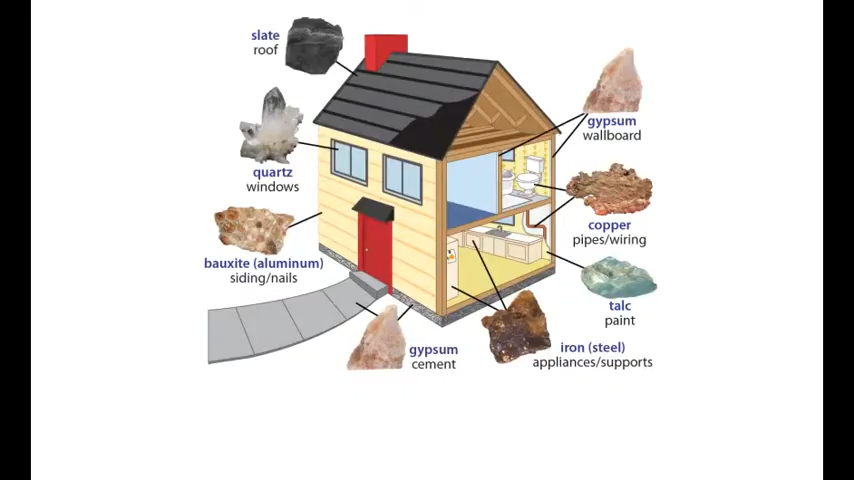 slate
roof
gypsum
wallboard
quartz
windows
copper
pipes/wiring
bauxite (aluminum)
siding/nails
talc
paint
gypsum
cement
iron (steel)
appliances/supports